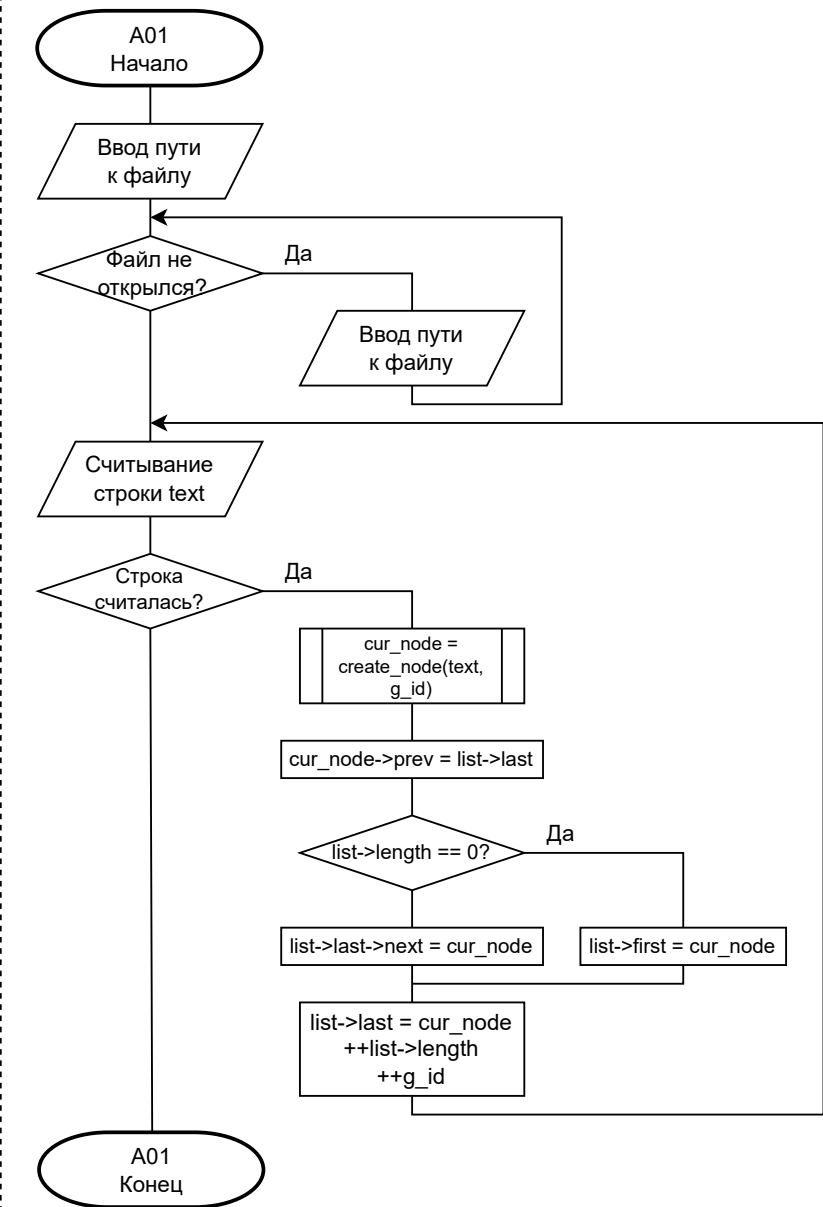 A01
Начало
Ввод пути
к файлу
Файл не
открылся?
Да
Ввод пути
к файлу
Считывание
строки text
Строка
считалась?
Да
cur_node =
create_node(text,
g_id)
cur_node->prev = list->last
list->length == 0?
Да
list->last->next = cur_node
list->first = cur_node
list->last = cur_node
++list->length
++g_id
A01
Конец